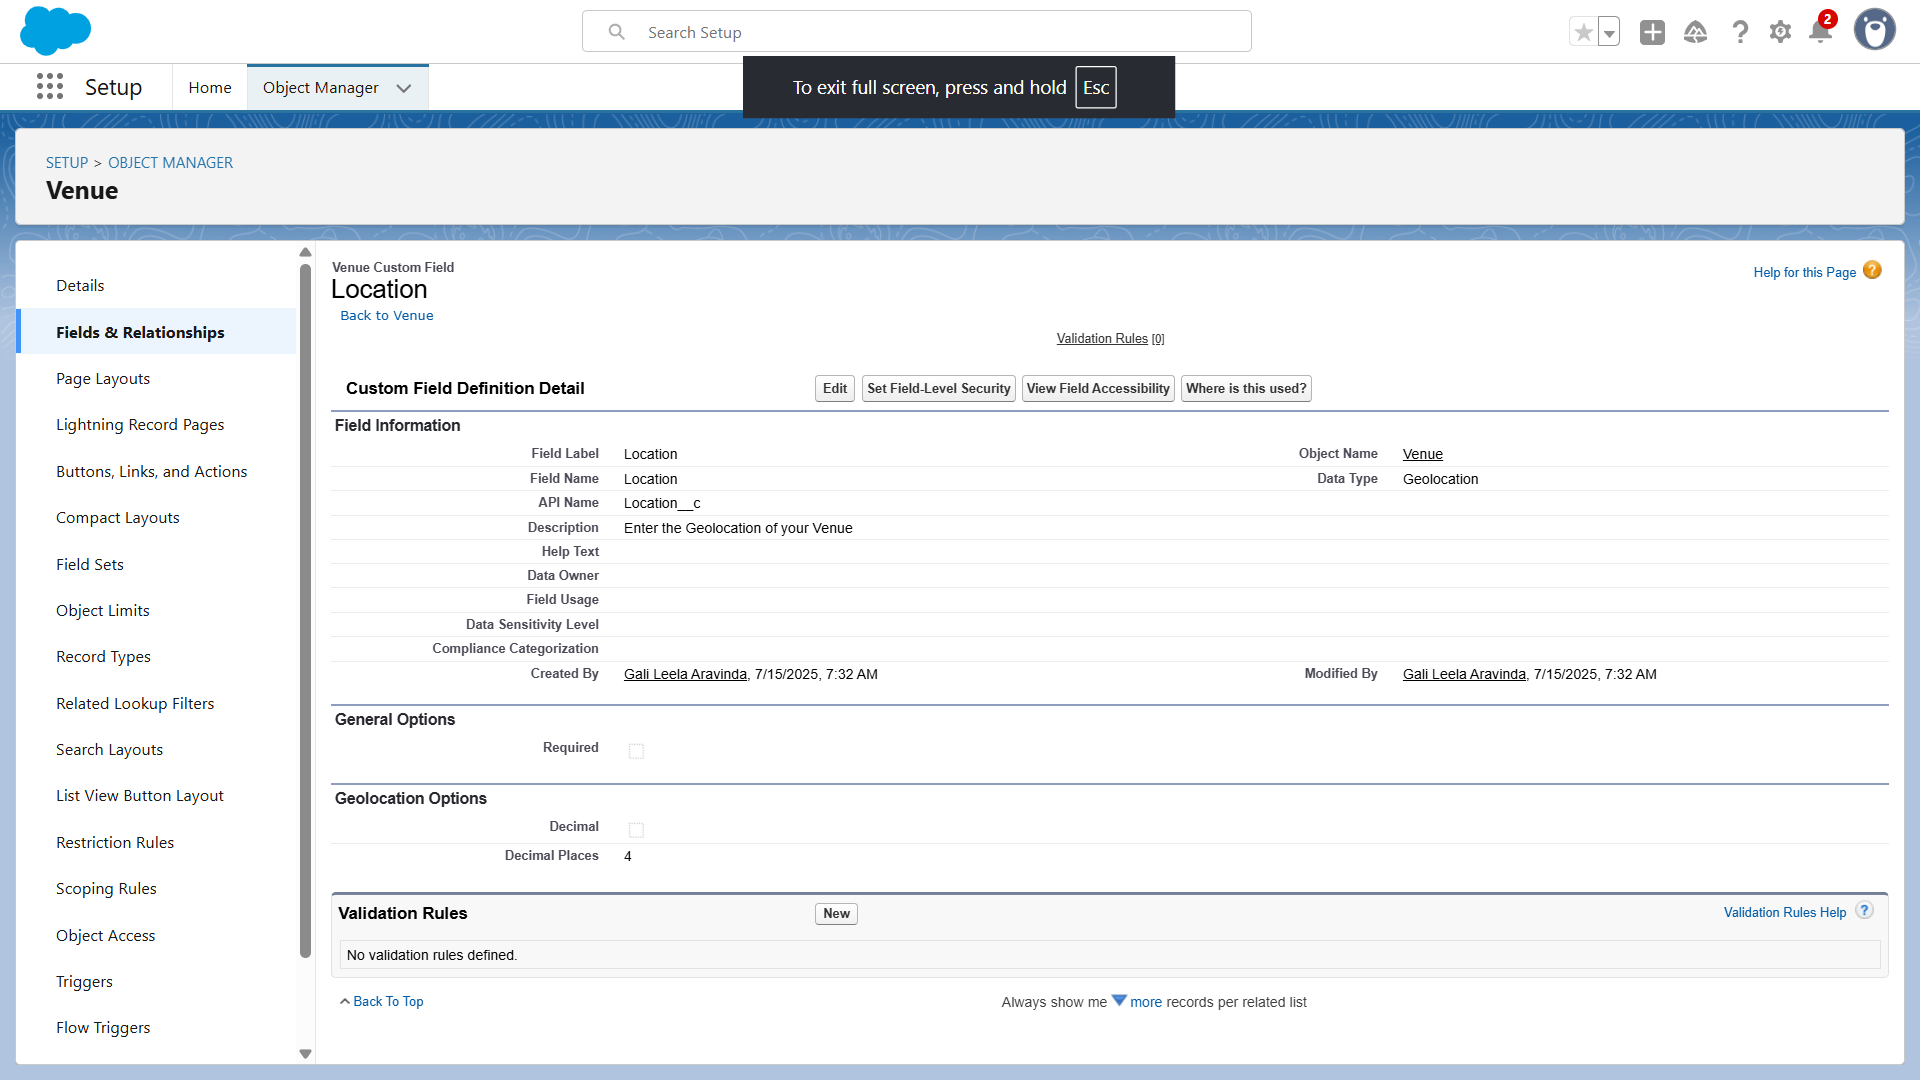 Search Setup
2
Setup
Home
Object Manager
To exit full screen, press and hold Esc
SETUP > OBJECT MANAGER
Venue
Details
Fields & Relationships
Page Layouts
Lightning Record Pages
Buttons, Links, and Actions
Compact Layouts
Field Sets
Object Limits
Record Types
Related Lookup Filters
Search Layouts
List View Button Layout
Restriction Rules
Scoping Rules
Object Access
Triggers
Flow Triggers
Venue Custom Field
Location
Back to Venue
Help for this Page ?
Validation Rules [0]
Custom Field Definition Detail
Edit
Set Field-Level Security
View Field Accessibility
Where is this used?
Field Information
Field Label Location Object Name Venue
Field Name Location Data Type Geolocation
API Name Location__c
Description Enter the Geolocation of your Venue
Help Text
Data Owner
Field Usage
Data Sensitivity Level
Compliance Categorization
Created By Gali Leela Aravinda, 7/15/2025, 7:32 AM Modified By Gali Leela Aravinda, 7/15/2025, 7:32 AM
General Options
Required
Geolocation Options
Decimal
Decimal Places 4
Validation Rules New Validation Rules Help ?
No validation rules defined.
Back To Top
Always show me more records per related list